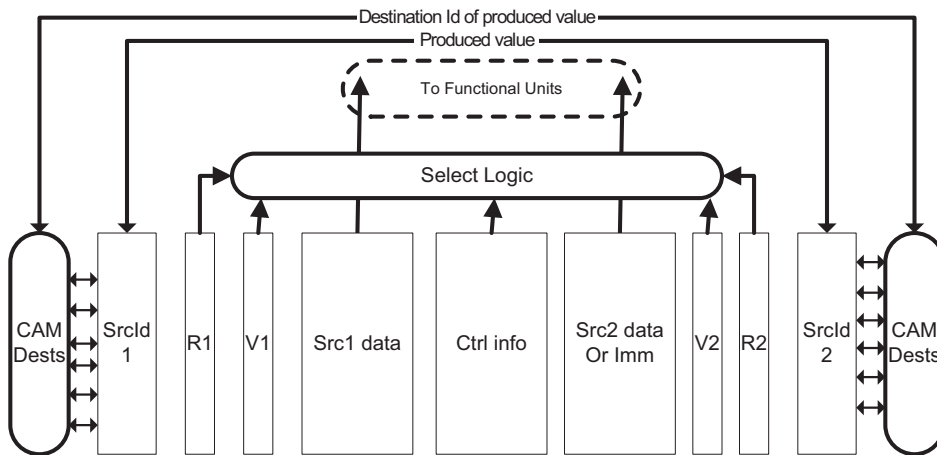 Destination Id of produced value
Produced value
To Functional Units
Select Logic
CAM
Dests
SrcId
1
R1
V1
Src1 data
Ctrl info
Src2 data
Or Imm
V2
R2
SrcId
2
CAM
Dests